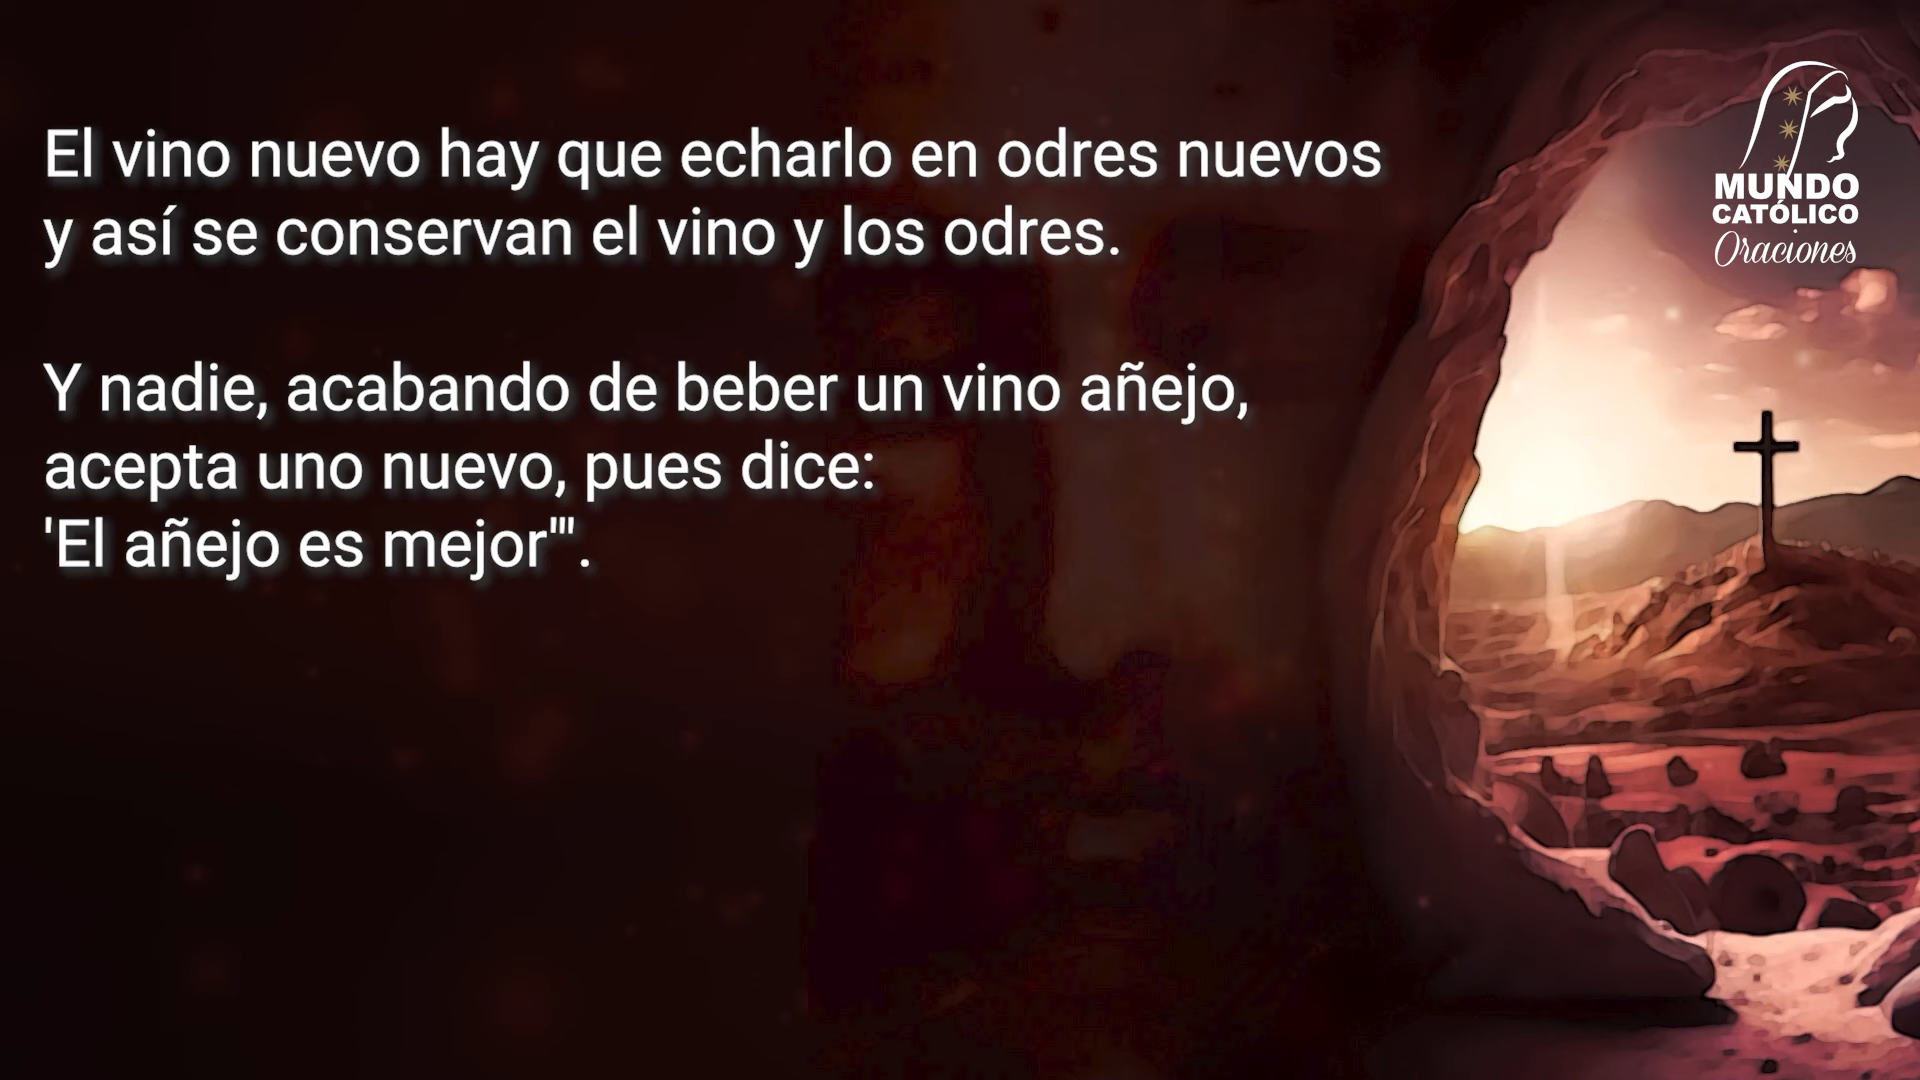 El vino nuevo hay que echarlo en odres nuevos
y así se conservan el vino y los odres.
Y nadie, acabando de beber un vino añejo,
acepta uno nuevo, pues dice:
'El añejo es mejor'".
MUNDO
CATÓLICO
Oraciones